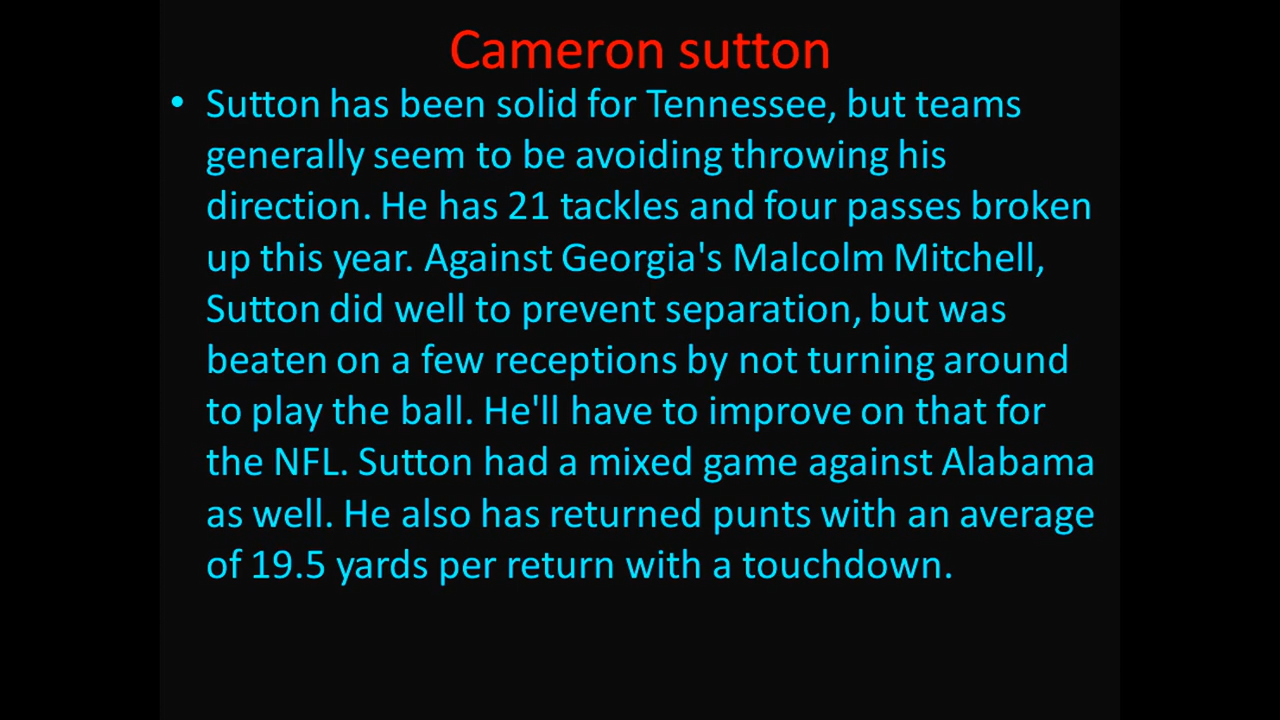 Cameron sutton
• Sutton has been solid for Tennessee, but teams
generally seem to be avoiding throwing his
direction. He has 21 tackles and four passes broken
up this year. Against Georgia's Malcolm Mitchell,
Sutton did well to prevent separation, but was
beaten on a few receptions by not turning around
to play the ball. He'll have to improve on that for
the NFL. Sutton had a mixed game against Alabama
as well. He also has returned punts with an average
of 19.5 yards per return with a touchdown.